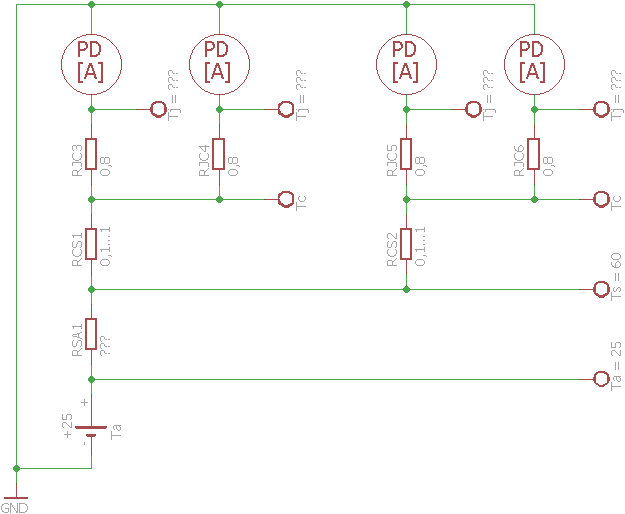 PD
[A]
PD
[A]
PD
[A]
PD
[A]
Tj = ???
Tj = ???
Tj = ???
Tj = ???
RJC3
0,8
RJC4
0,8
RJC5
0,8
RJC6
0,8
Tc
Tc
RCS1
0,1...1
RCS2
0,1...1
Ts = 60
RSA1
???
Ta = 25
+
+25
-
Ta
GND